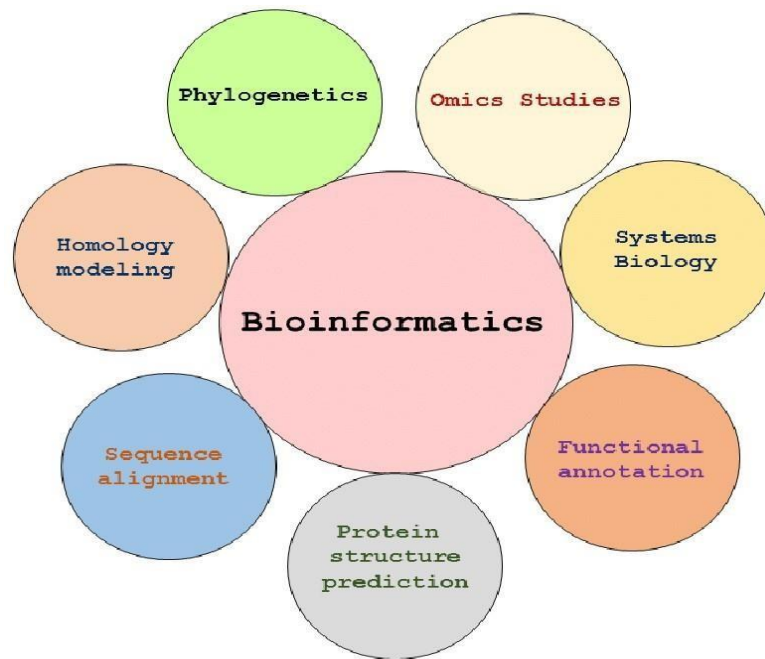 Phylogenetics
Omics Studies
Homology
modeling
Systems
Biology
Bioinformatics
Sequence
alignment
Functional
annotation
Protein
structure
prediction